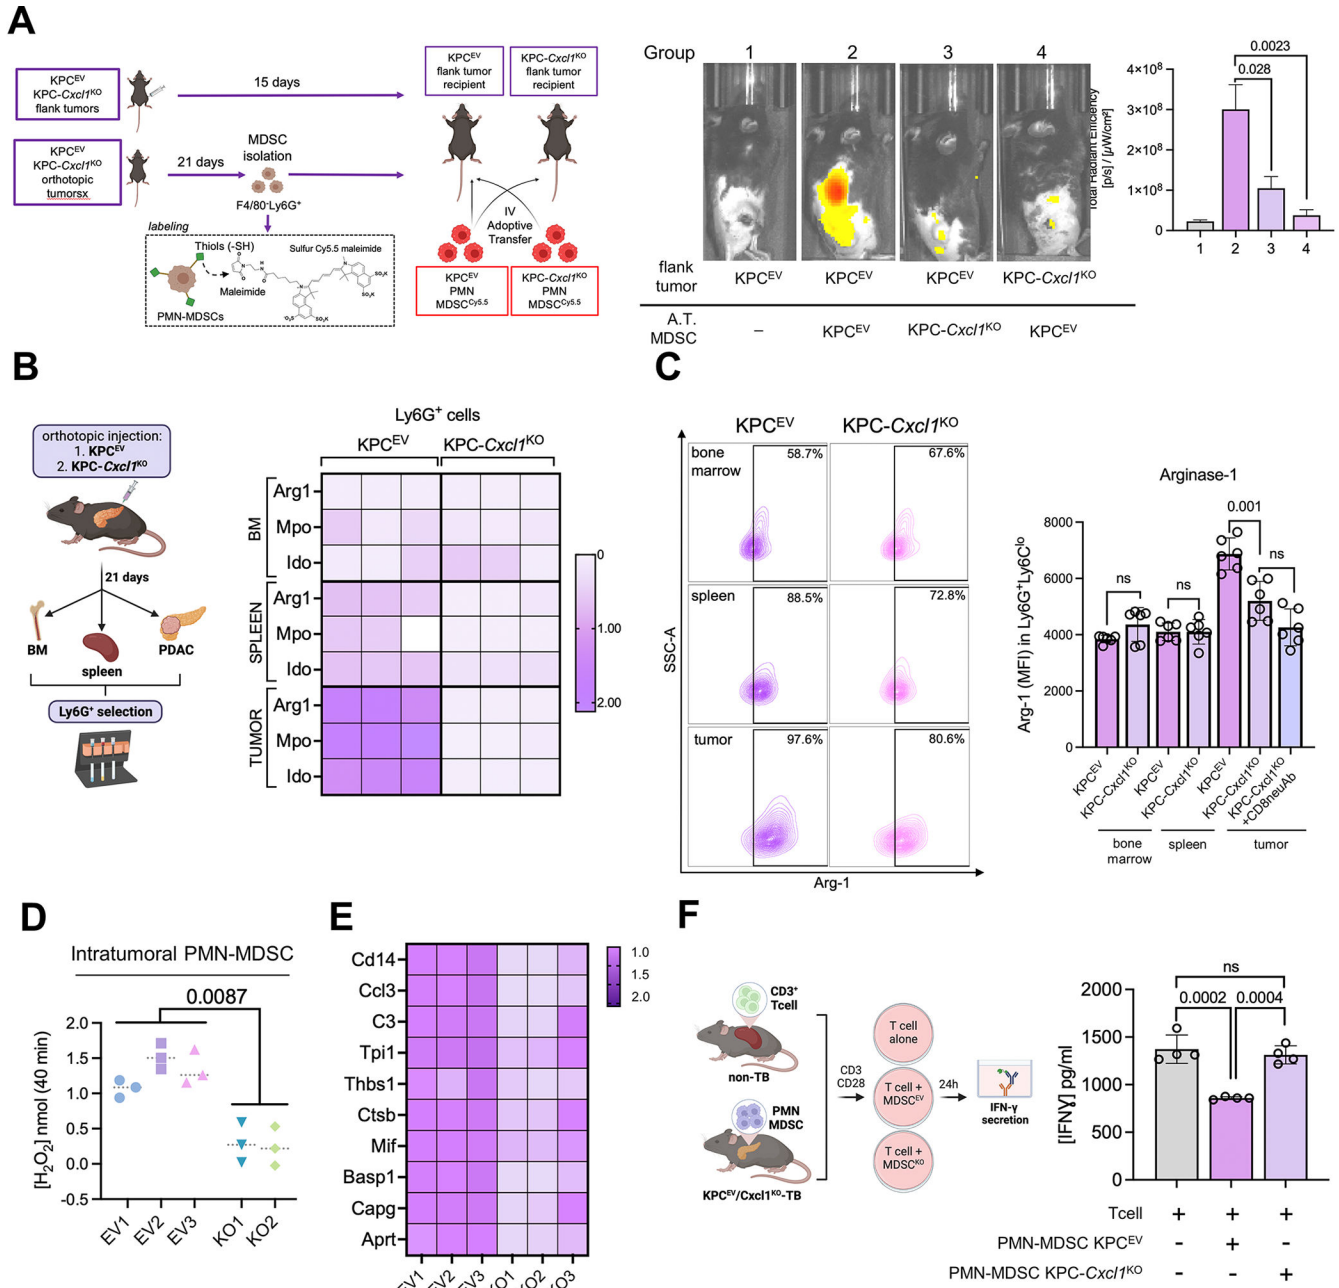 A
KPC^EV
KPC-Cxcl1^KO
flank tumors
15 days
KPC^EV
flank tumor
recipient
KPC-Cxcl1^KO
flank tumor
recipient
KPC^EV
KPC-Cxcl1^KO
orthotopic
tumorsx
21 days
MDSC
isolation
F4/80-Ly6G+
IV
Adoptive
Transfer
labeling
Thiols (-SH)
Sulfur Cy5.5 maleimide
Maleimide
PMN-MDSCs
KPC^EV
PMN
MDSC^Cy5.5
KPC-Cxcl1^KO
PMN
MDSC^Cy5.5
Group 1 2 3 4
flank
tumor
KPC^EV KPC^EV KPC^EV KPC-Cxcl1^KO
A.T.
MDSC
– KPC^EV KPC-Cxcl1^KO KPC^EV
Total Radiant Efficiency
[p/s] / [µW/cm²]
0.0023
0.028
4×10⁸
3×10⁸
2×10⁸
1×10⁸
0
1 2 3 4
B
orthotopic injection:
1. KPC^EV
2. KPC-Cxcl1^KO
21 days
BM
spleen
PDAC
Ly6G+ selection
Ly6G+ cells
KPC^EV KPC-Cxcl1^KO
BM
Arg1
Mpo
Ido
SPLEEN
Arg1
Mpo
Ido
TUMOR
Arg1
Mpo
Ido
0
1.00
2.00
C
KPC^EV KPC-Cxcl1^KO
bone
marrow
58.7% 67.6%
spleen
88.5% 72.8%
tumor
97.6% 80.6%
SSC-A
Arg-1
Arginase-1
Arg-1 (MFI) in Ly6G+Ly6C^lo
8000
6000
4000
2000
0
ns
ns
0.001
ns
KPC^EV
KPC-Cxcl1^KO
KPC^EV
KPC-Cxcl1^KO
KPC^EV
KPC-Cxcl1^KO
KPC-Cxcl1^KO
+CD8neuAb
bone
marrow
spleen
tumor
D
Intratumoral PMN-MDSC
0.0087
[H₂O₂] nmol (40 min)
2.0
1.5
1.0
0.5
0.0
-0.5
EV1 EV2 EV3 KO1 KO2
E
Cd14
Ccl3
C3
Tpi1
Thbs1
Ctsb
Mif
Basp1
Capg
Aprt
1.0
1.5
2.0
EV1 EV2 EV3 KO1 KO2 KO3
F
CD3+
Tcell
non-TB
PMN
MDSC
KPC^EV/Cxcl1^KO-TB
CD3
CD28
T cell
alone
T cell +
MDSC^EV
T cell +
MDSC^KO
24h
IFN-γ
secretion
[IFNɣ] pg/ml
ns
0.0002 0.0004
2000
1500
1000
500
0
Tcell + + +
PMN-MDSC KPC^EV - + -
PMN-MDSC KPC-Cxcl1^KO - - +